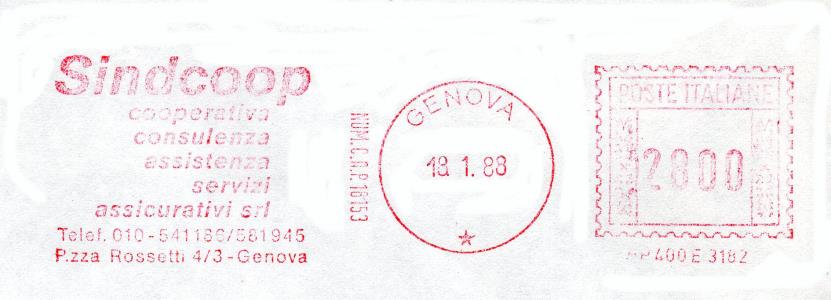 Sindcoop
cooperativa
consulenza
assistenza
servizi
assicurativi srl
Telef. 010-541186/581945
P.zza Rossetti 4/3-Genova
NUM.C.A.P. 16153
GENOVA
18 1. 88
POSTE ITALIANE
2800
400 E 3182